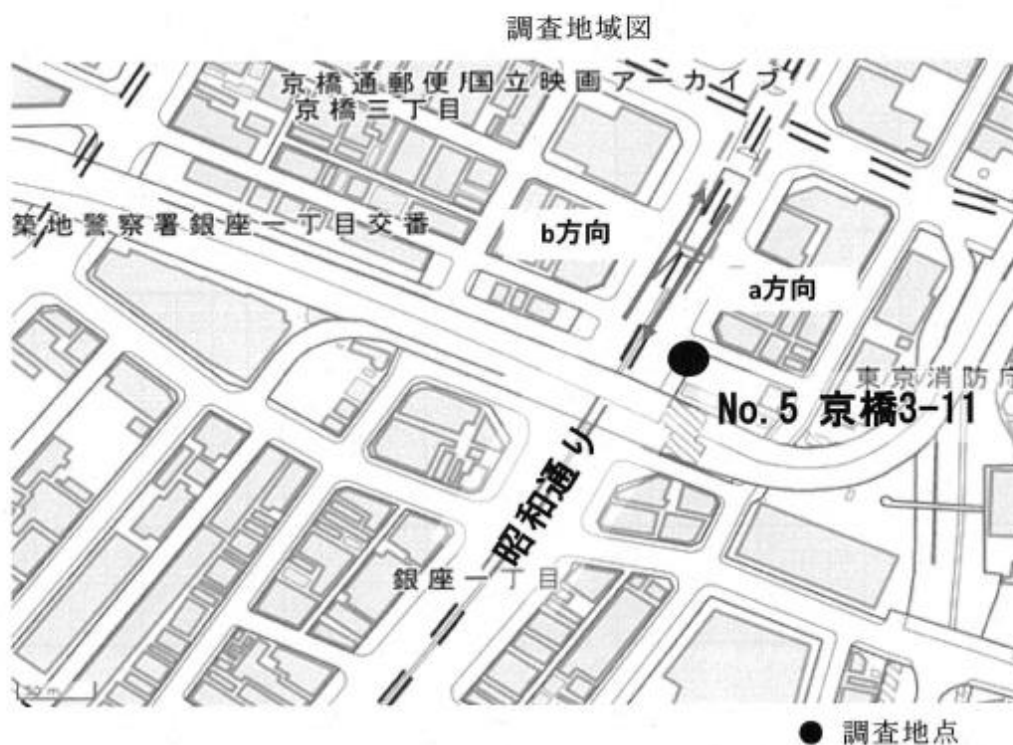 調査地域図
京橋通郵便局国立映画アーカイブ
京橋三丁目
築地警察署銀座一丁目交番
b方向
a方向
東京消防庁
No.5 京橋3-11
昭和通り
銀座一丁目
50 m
● 調査地点